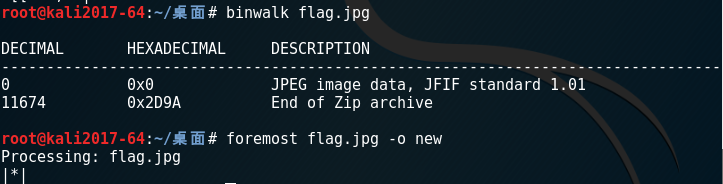 root@kali2017-64:~/桌面# binwalk flag.jpg
DECIMAL       HEXADECIMAL     DESCRIPTION
--------------------------------------------------------------------------------
0             0x0             JPEG image data, JFIF standard 1.01
11674         0x2D9A          End of Zip archive
root@kali2017-64:~/桌面# foremost flag.jpg -o new
Processing: flag.jpg
|*|